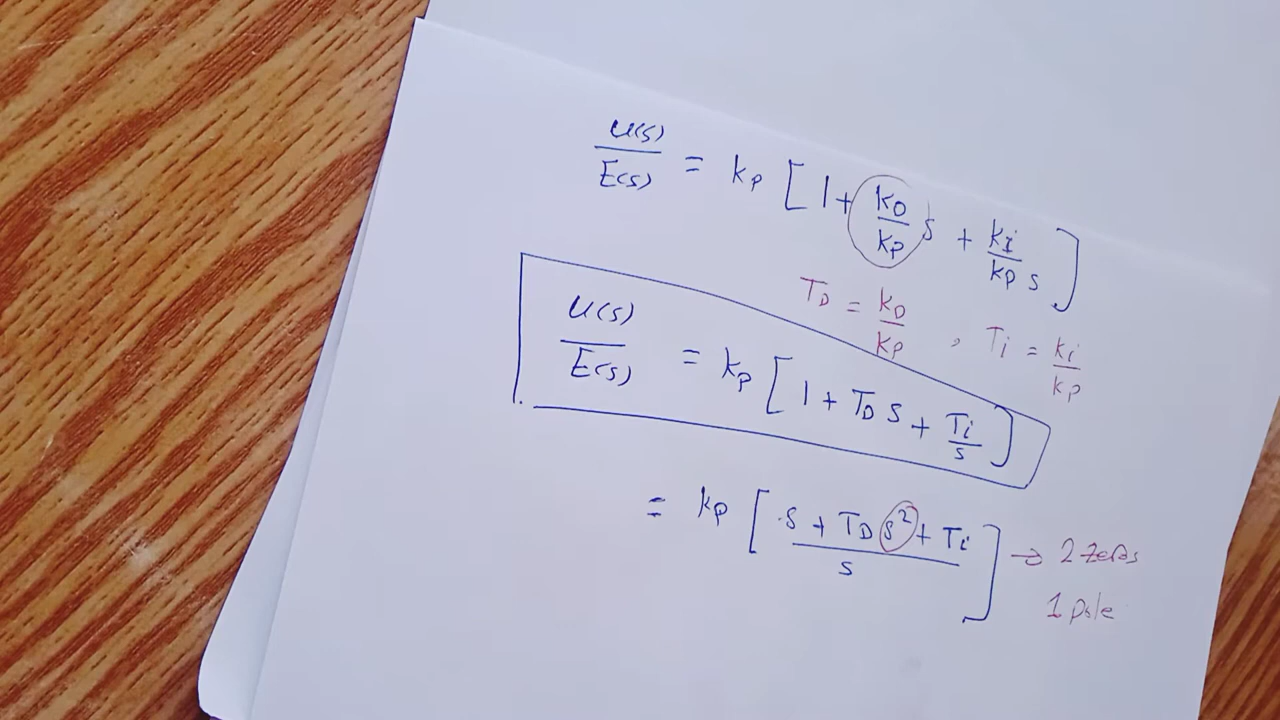 U(s)/E(s) = kp [ 1 + kD/kp s + ki/kp s ]
TD = kD/kp , Ti = ki/kp
U(s)/E(s) = kp [ 1 + TD s + Ti/s ]
= kp [ s + TD s² + Ti / s ] → 2 zeros
1 pole